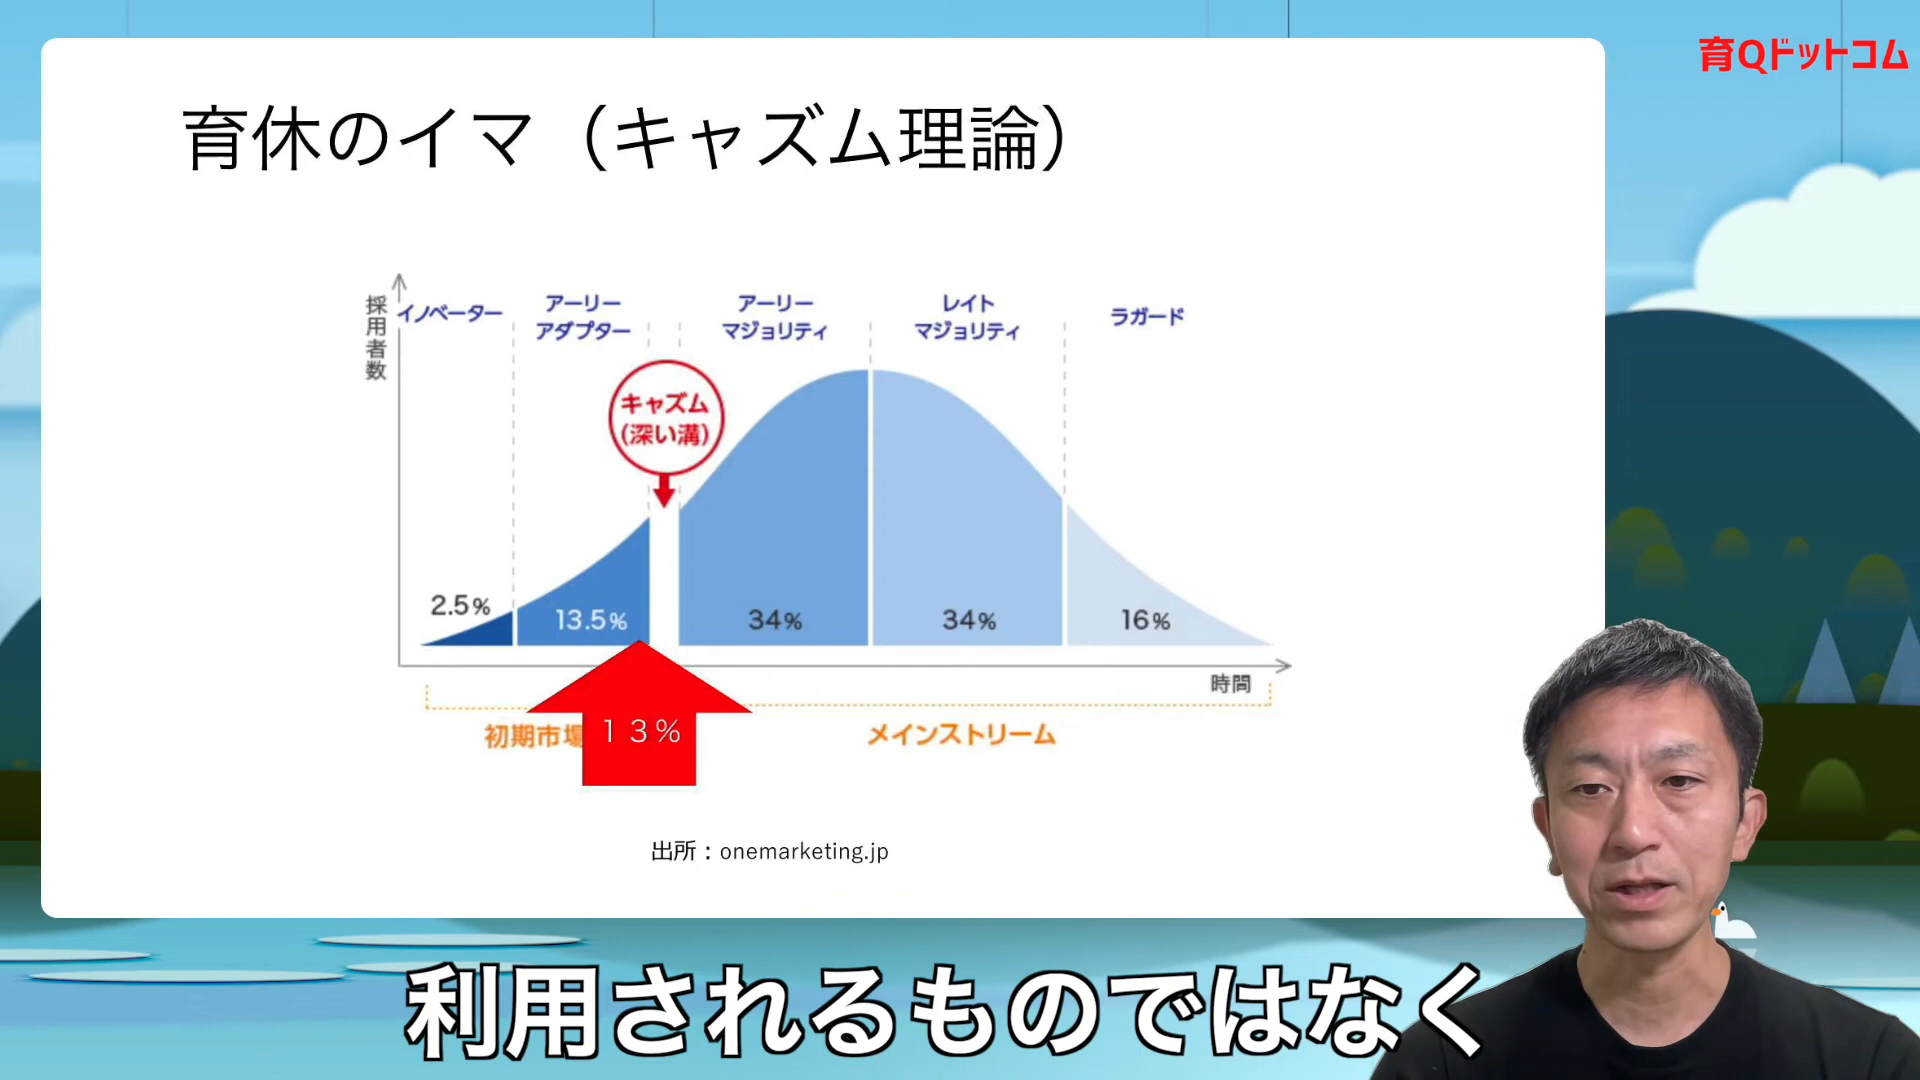 育Qドットコム
育休のイマ（キャズム理論）
採用者数
イノベーター
アーリー
アダプター
アーリー
マジョリティ
レイト
マジョリティ
ラガード
キャズム
(深い溝)
2.5%
13.5%
34%
34%
16%
時間
初期市場
１３％
メインストリーム
出所：onemarketing.jp
利用されるものではなく